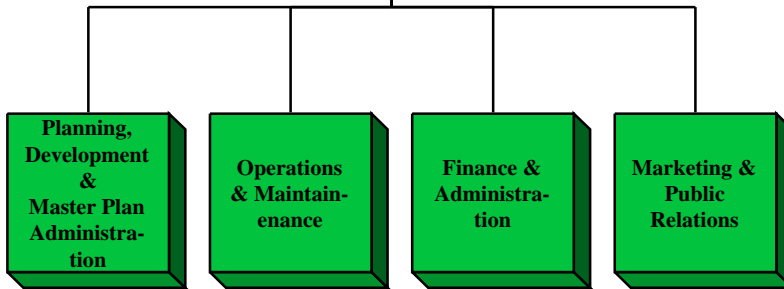 Planning,
Development
&
Master Plan
Administra-
tion
Operations
& Maintain-
enance
Finance &
Administra-
tion
Marketing &
Public
Relations